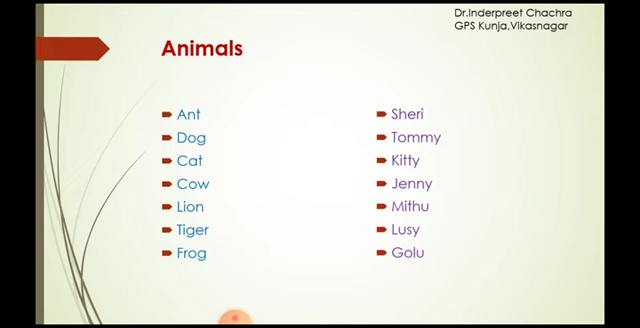 Dr.Inderpreet Chachra
GPS Kunja,Vikasnagar
Animals
Ant
Dog
Cat
Cow
Lion
Tiger
Frog
Sheri
Tommy
Kitty
Jenny
Mithu
Lusy
Golu